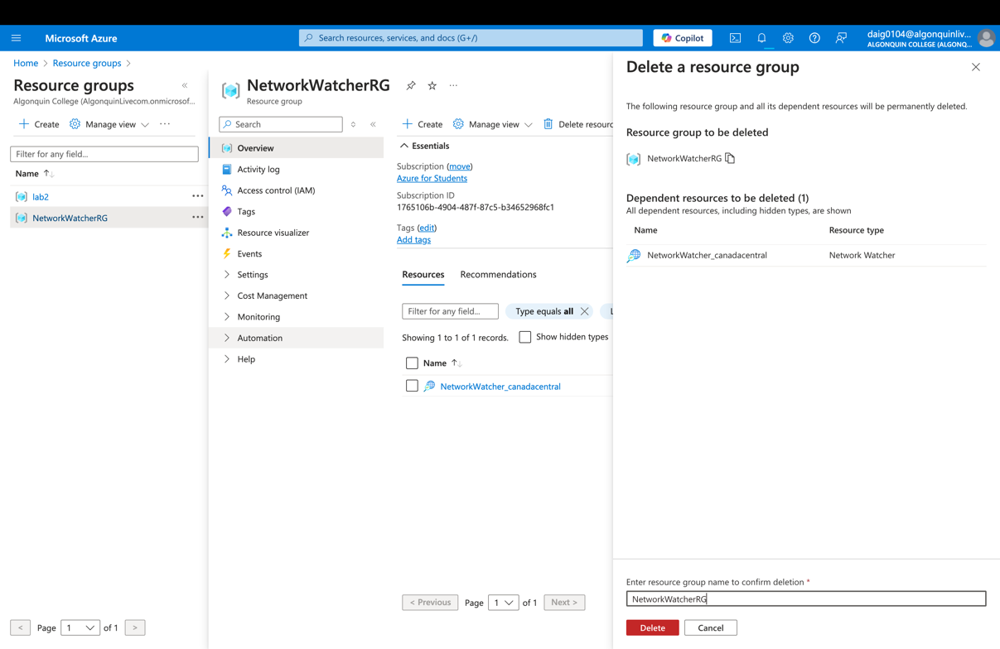 Microsoft Azure
Search resources, services, and docs (G+/)
Copilot
daig0104@algonquinliv...
ALGONQUIN COLLEGE (ALGONQ...
Home > Resource groups >
Resource groups
Algonquin College (AlgonquinLivecom.onmicrosof...
Create
Manage view
Filter for any field...
Name
lab2
NetworkWatcherRG
< Page 1 of 1 >
NetworkWatcherRG
Resource group
Search
Overview
Activity log
Access control (IAM)
Tags
Resource visualizer
Events
Settings
Cost Management
Monitoring
Automation
Help
Create
Manage view
Delete resourc
Essentials
Subscription (move)
Azure for Students
Subscription ID
1765106b-4904-487f-87c5-b34652968fc1
Tags (edit)
Add tags
Resources Recommendations
Filter for any field...
Type equals all
Showing 1 to 1 of 1 records.
Show hidden types
Name
NetworkWatcher_canadacentral
< Previous Page 1 of 1 Next >
Delete a resource group
The following resource group and all its dependent resources will be permanently deleted.
Resource group to be deleted
NetworkWatcherRG
Dependent resources to be deleted (1)
All dependent resources, including hidden types, are shown
Name Resource type
NetworkWatcher_canadacentral Network Watcher
Enter resource group name to confirm deletion *
NetworkWatcherRG
Delete Cancel